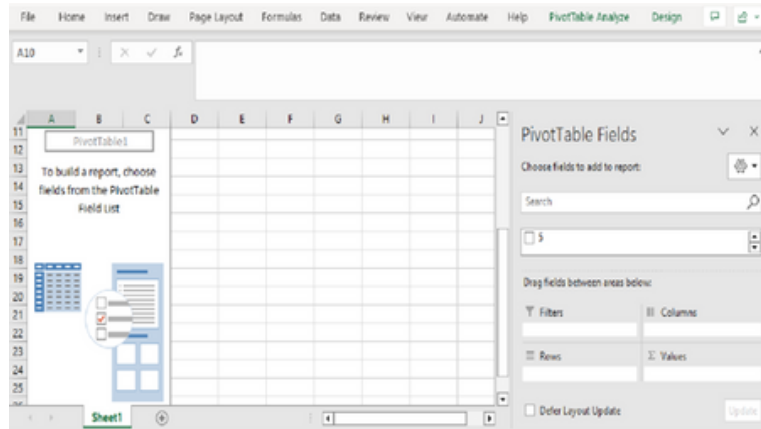 File Home Insert Draw Page Layout Formulas Data Review View Automate Help PivotTable Analyze Design
A10 fx
A B C D E F G H I J
11
12
13
14
15
16
17
18
19
20
21
22
23
24
25
PivotTable1
To build a report, choose
fields from the PivotTable
Field List
Sheet1
PivotTable Fields
Choose fields to add to report:
Search
5
Drag fields between areas below:
Filters
Columns
Rows
Σ Values
Defer Layout Update
Update